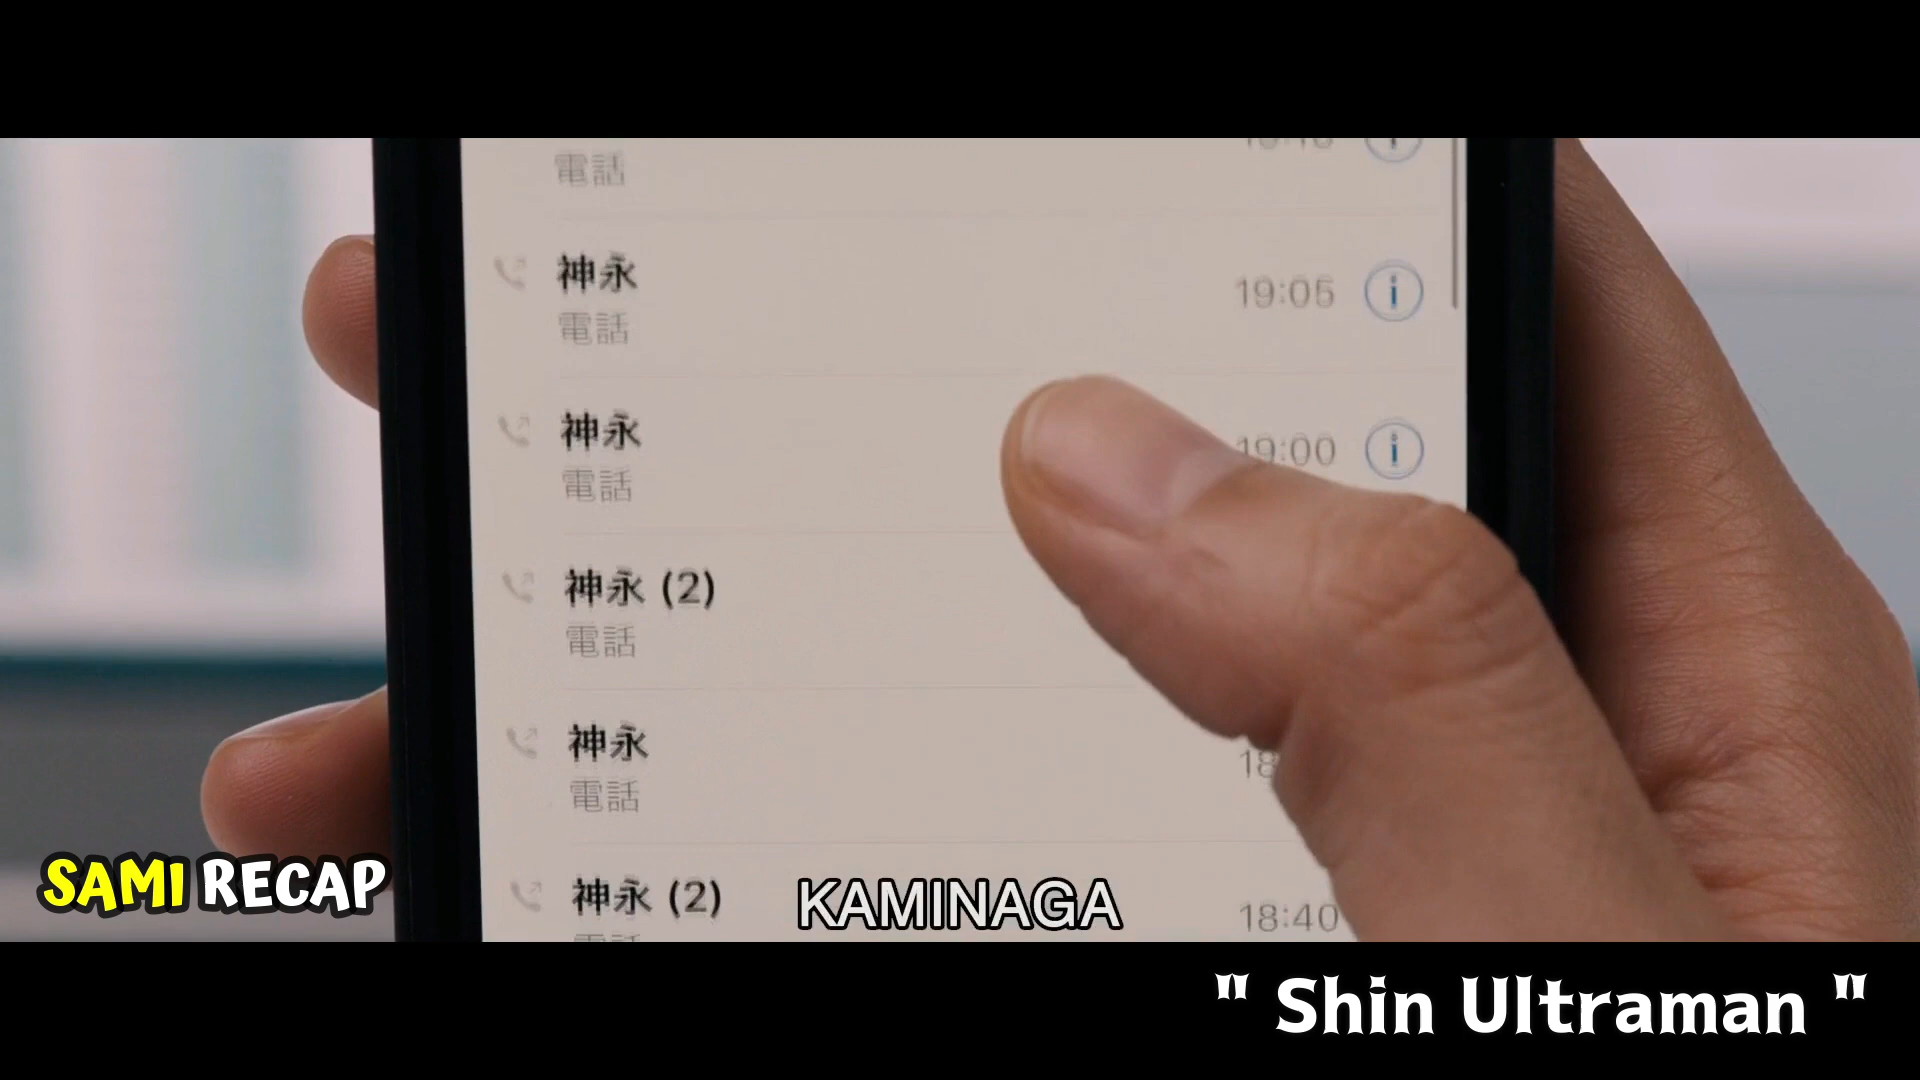 電話
神永
19:05
電話
神永
19:00
電話
神永 (2)
電話
神永
電話
神永 (2)
18:40
KAMINAGA
SAMI RECAP
" Shin Ultraman "